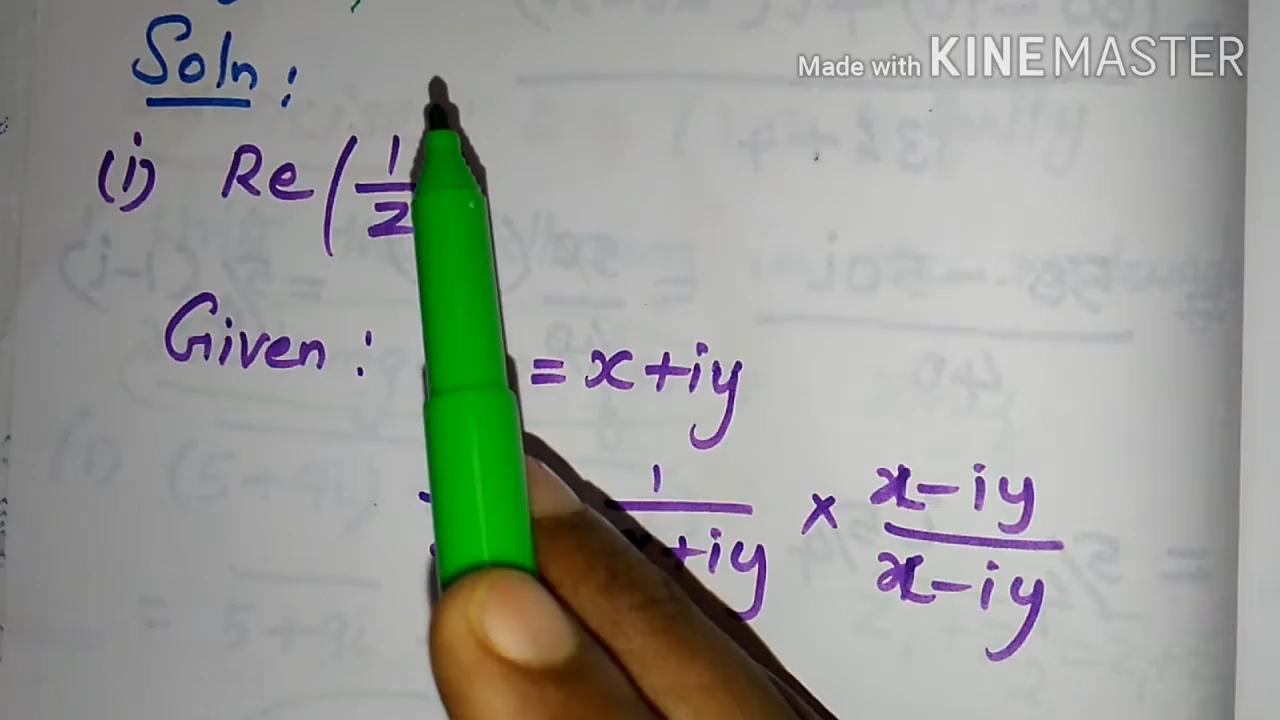 Made with KINEMASTER
Soln :
(i) Re ( 1/z
Given : = x + iy
1/ +iy × x-iy/x-iy